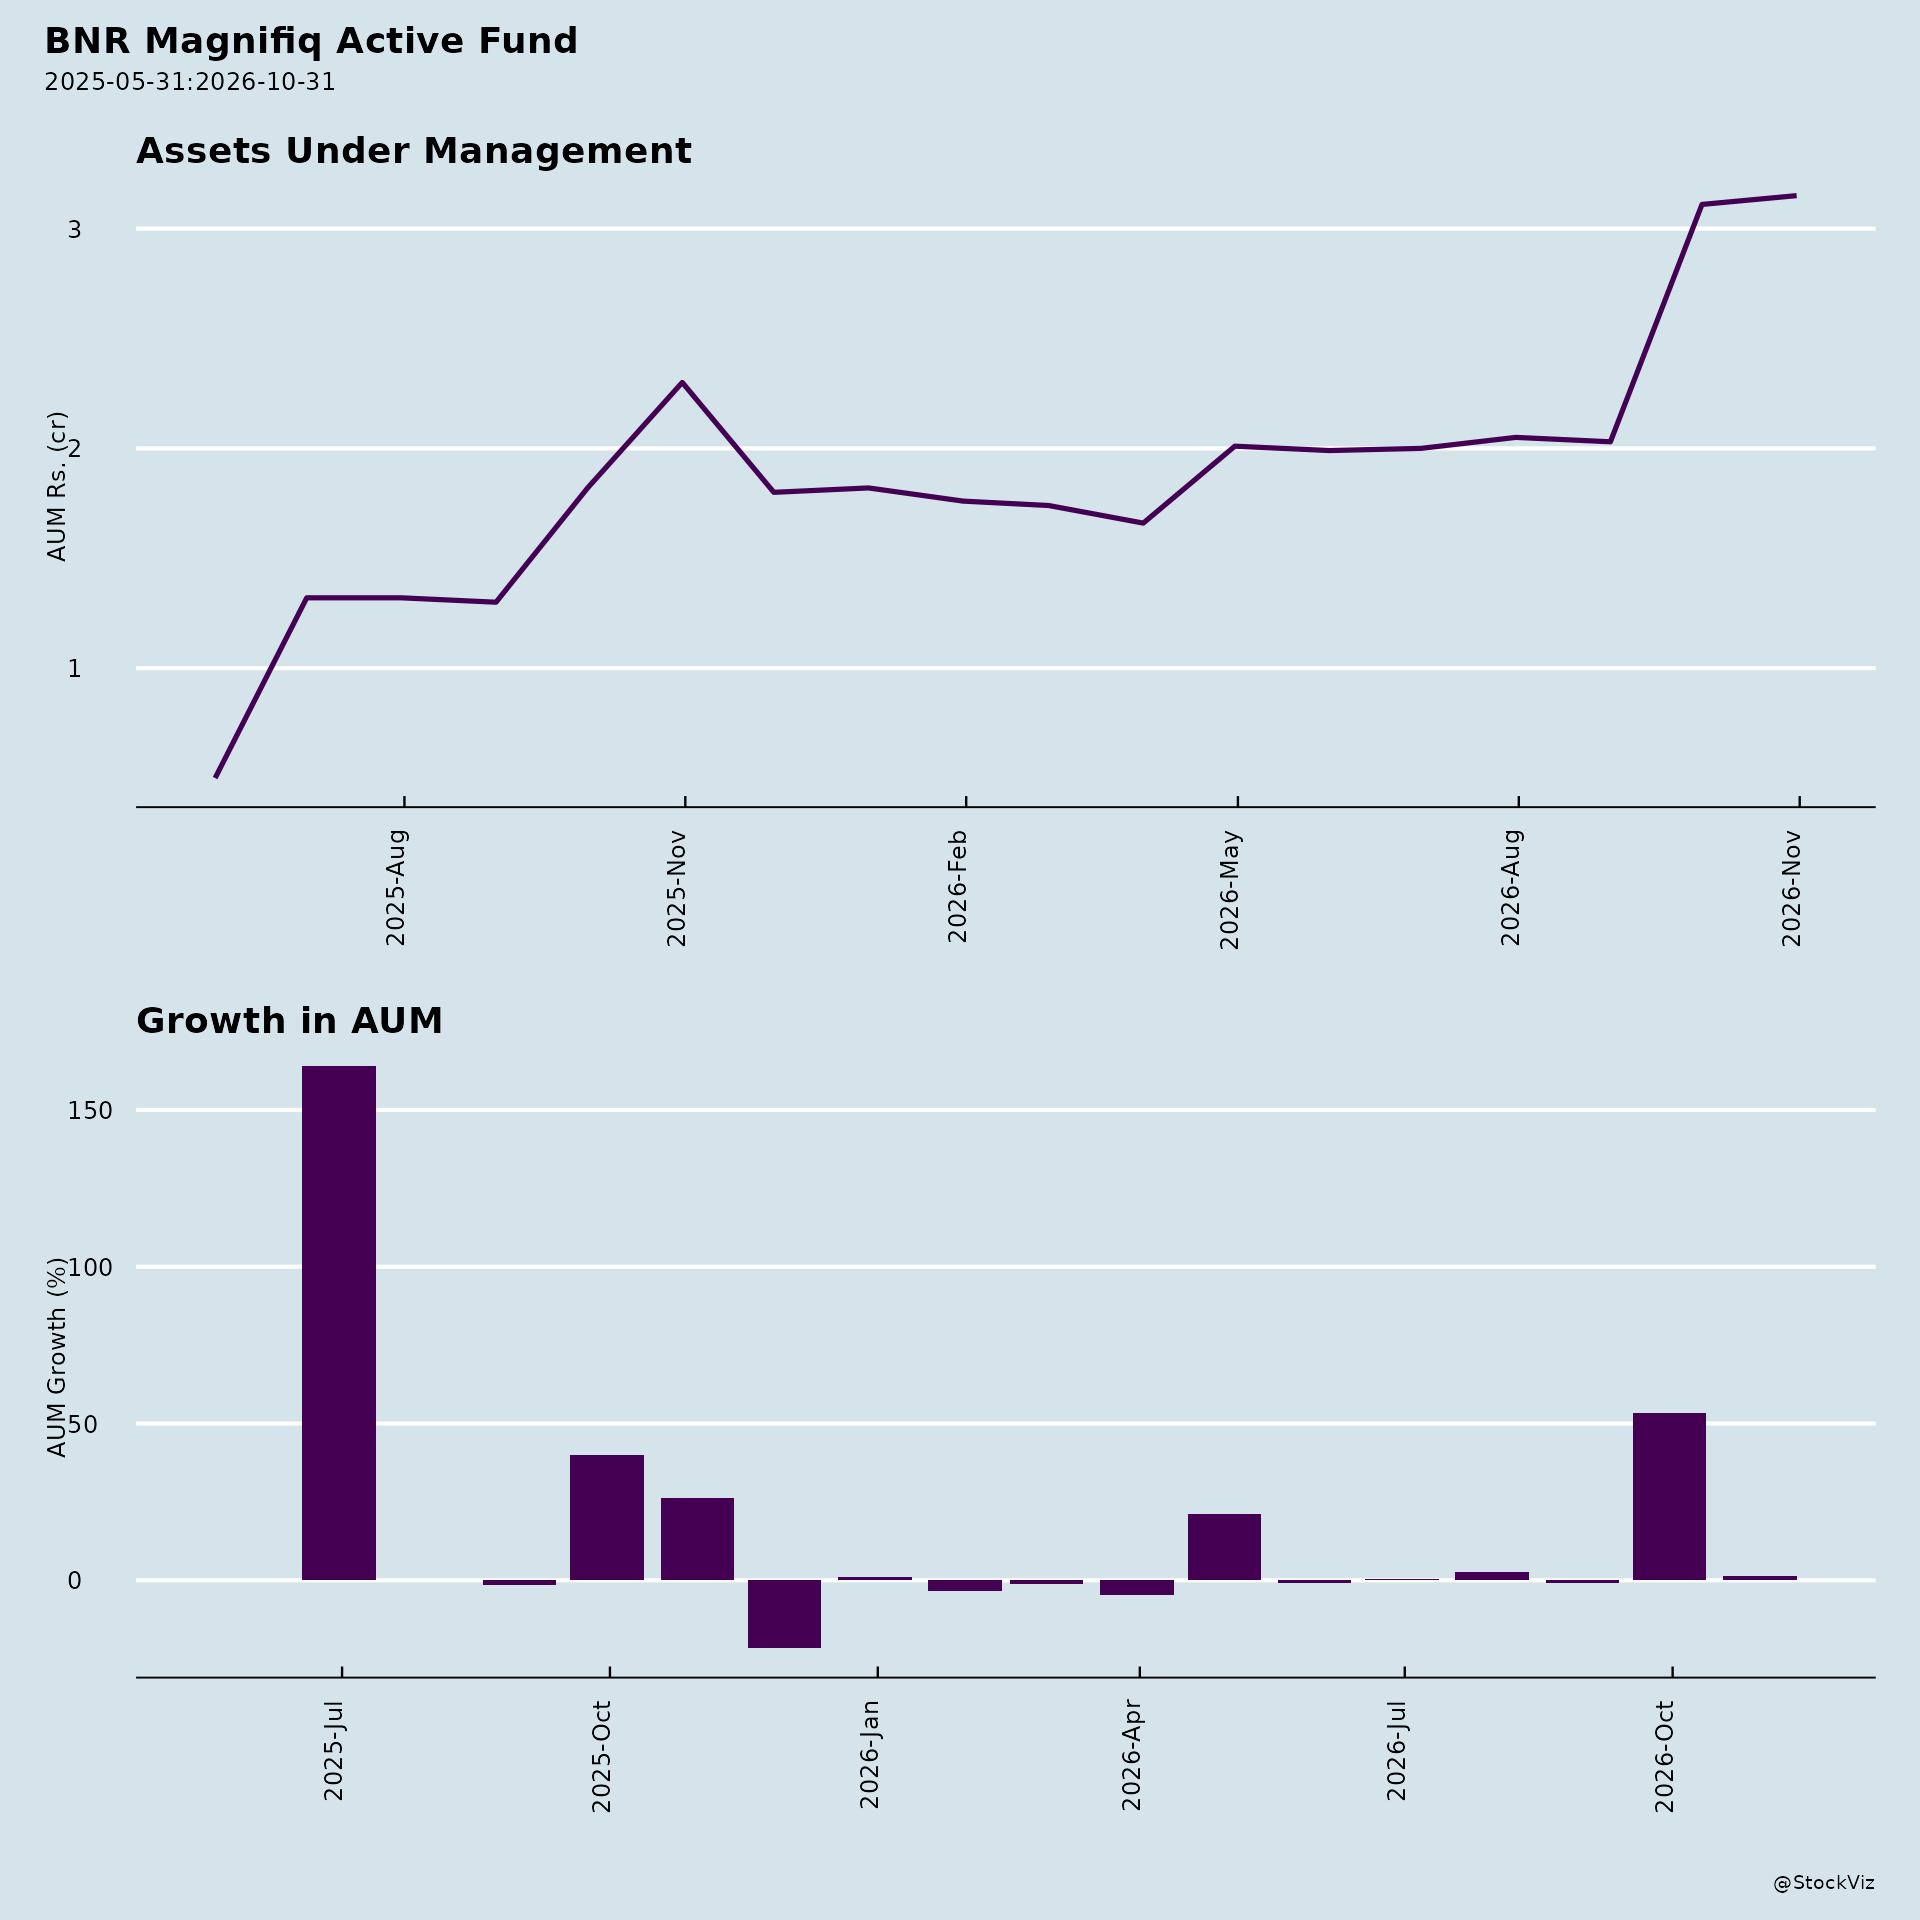 BNR Magnifiq Active Fund
2025-05-31:2026-10-31
Assets Under Management
AUM Rs. (cr)
3
2
1
2025-Aug
2025-Nov
2026-Feb
2026-May
2026-Aug
2026-Nov
Growth in AUM
AUM Growth (%)
150
100
50
0
2025-Jul
2025-Oct
2026-Jan
2026-Apr
2026-Jul
2026-Oct
@StockViz